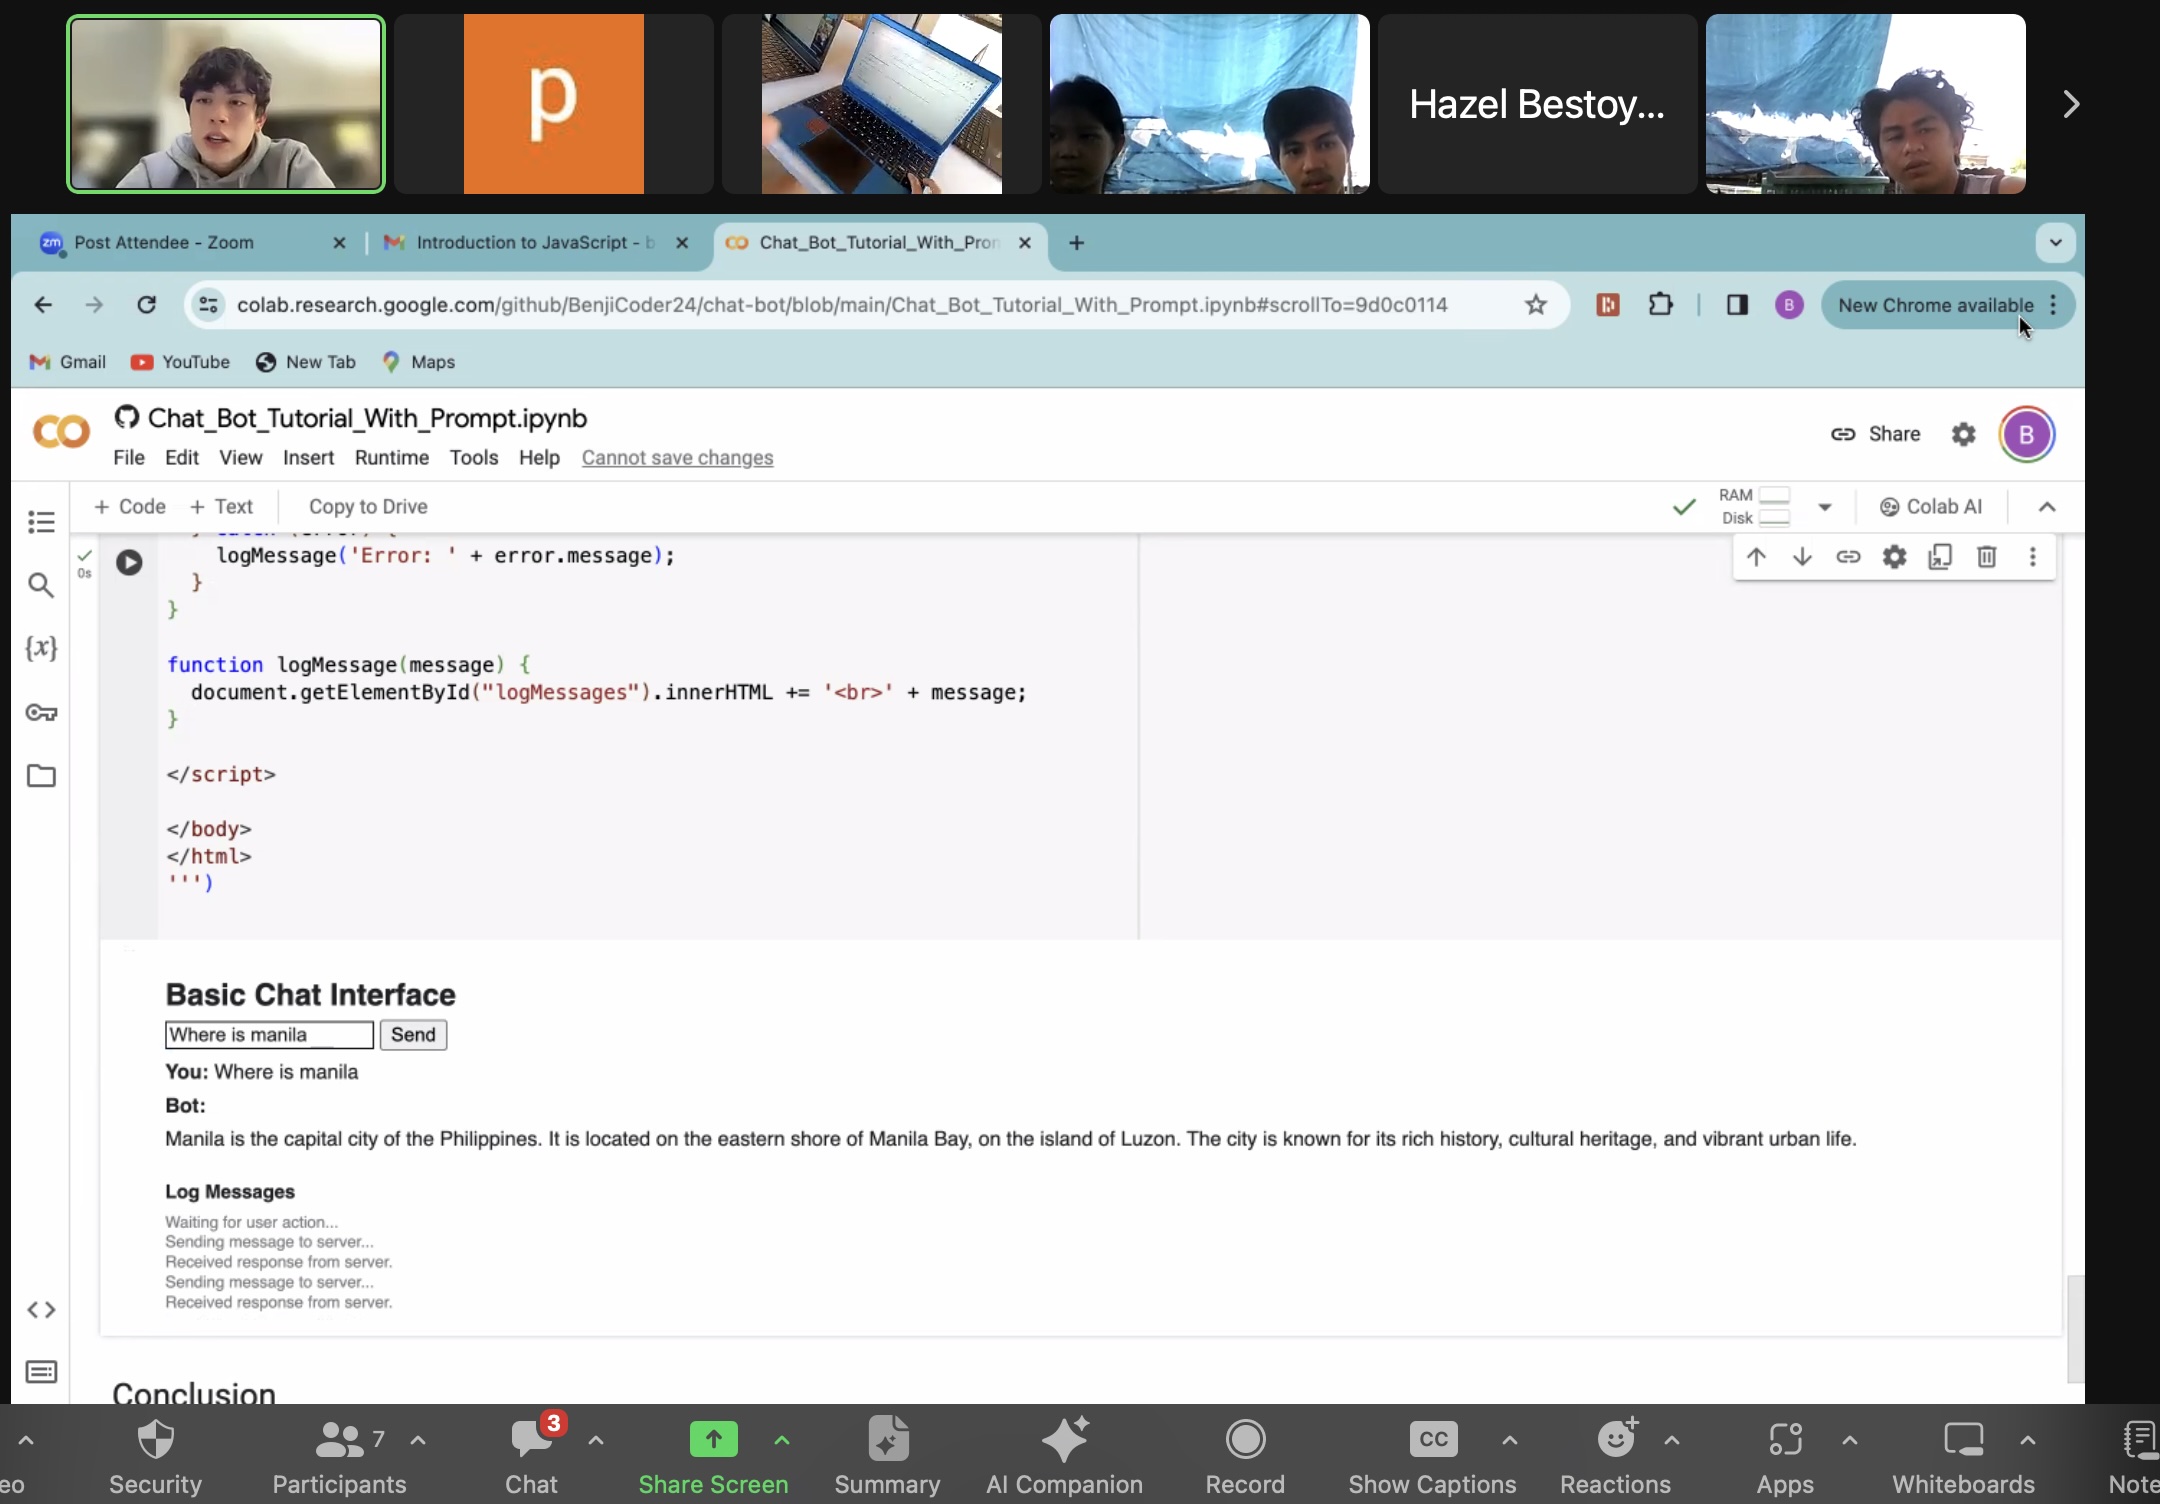 p
Hazel Bestoy...
zm Post Attendee - Zoom
Introduction to JavaScript - b
Chat_Bot_Tutorial_With_Pron
colab.research.google.com/github/BenjiCoder24/chat-bot/blob/main/Chat_Bot_Tutorial_With_Prompt.ipynb#scrollTo=9d0c0114
B
New Chrome available
Gmail YouTube New Tab Maps
Chat_Bot_Tutorial_With_Prompt.ipynb
File Edit View Insert Runtime Tools Help Cannot save changes
Share
B
+ Code + Text Copy to Drive
RAM
Disk
Colab AI
0s
} catch (error) {
logMessage('Error: ' + error.message);
}
}
{x}
function logMessage(message) {
document.getElementById("logMessages").innerHTML += '<br>' + message;
}
</script>
</body>
</html>
''')
Basic Chat Interface
Where is manila Send
You: Where is manila
Bot:
Manila is the capital city of the Philippines. It is located on the eastern shore of Manila Bay, on the island of Luzon. The city is known for its rich history, cultural heritage, and vibrant urban life.
Log Messages
Waiting for user action...
Sending message to server...
Received response from server.
Sending message to server...
Received response from server.
Conclusion
eo Security Participants 7 Chat 3 Share Screen Summary AI Companion Record CC Show Captions Reactions Apps Whiteboards Note